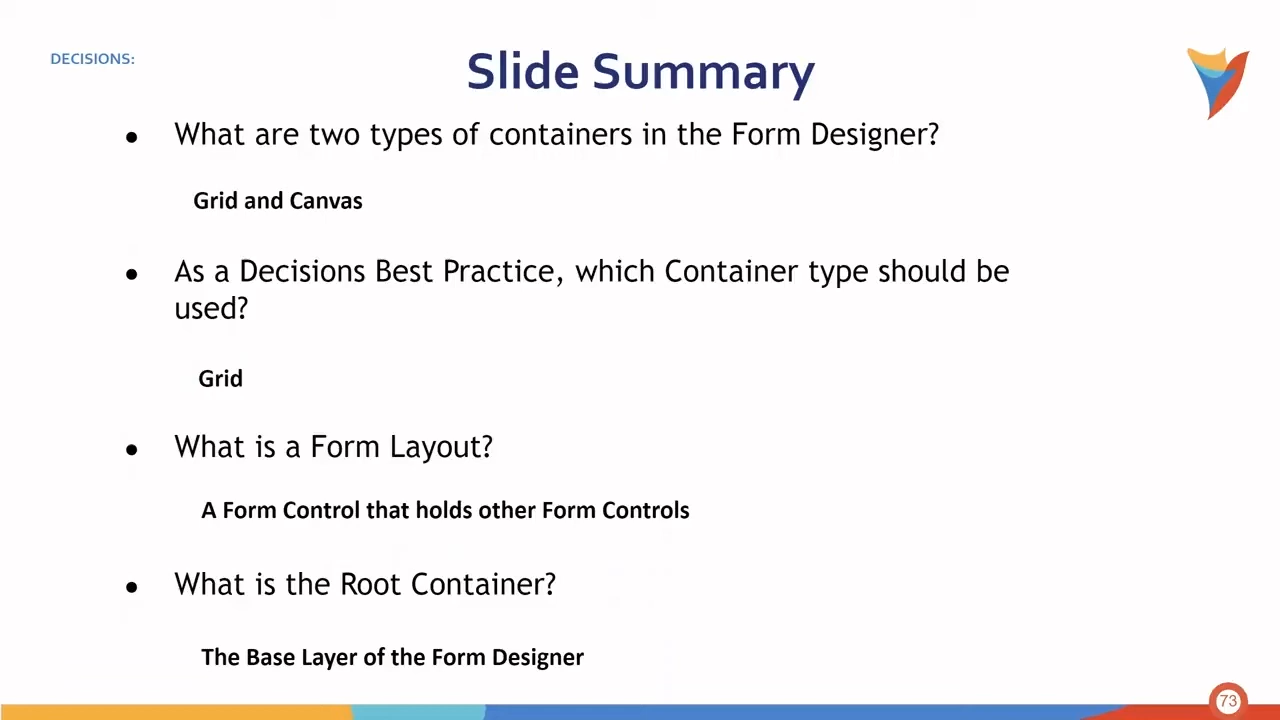 DECISIONS:
Slide Summary
• What are two types of containers in the Form Designer?
Grid and Canvas
• As a Decisions Best Practice, which Container type should be
used?
Grid
• What is a Form Layout?
A Form Control that holds other Form Controls
• What is the Root Container?
The Base Layer of the Form Designer
73